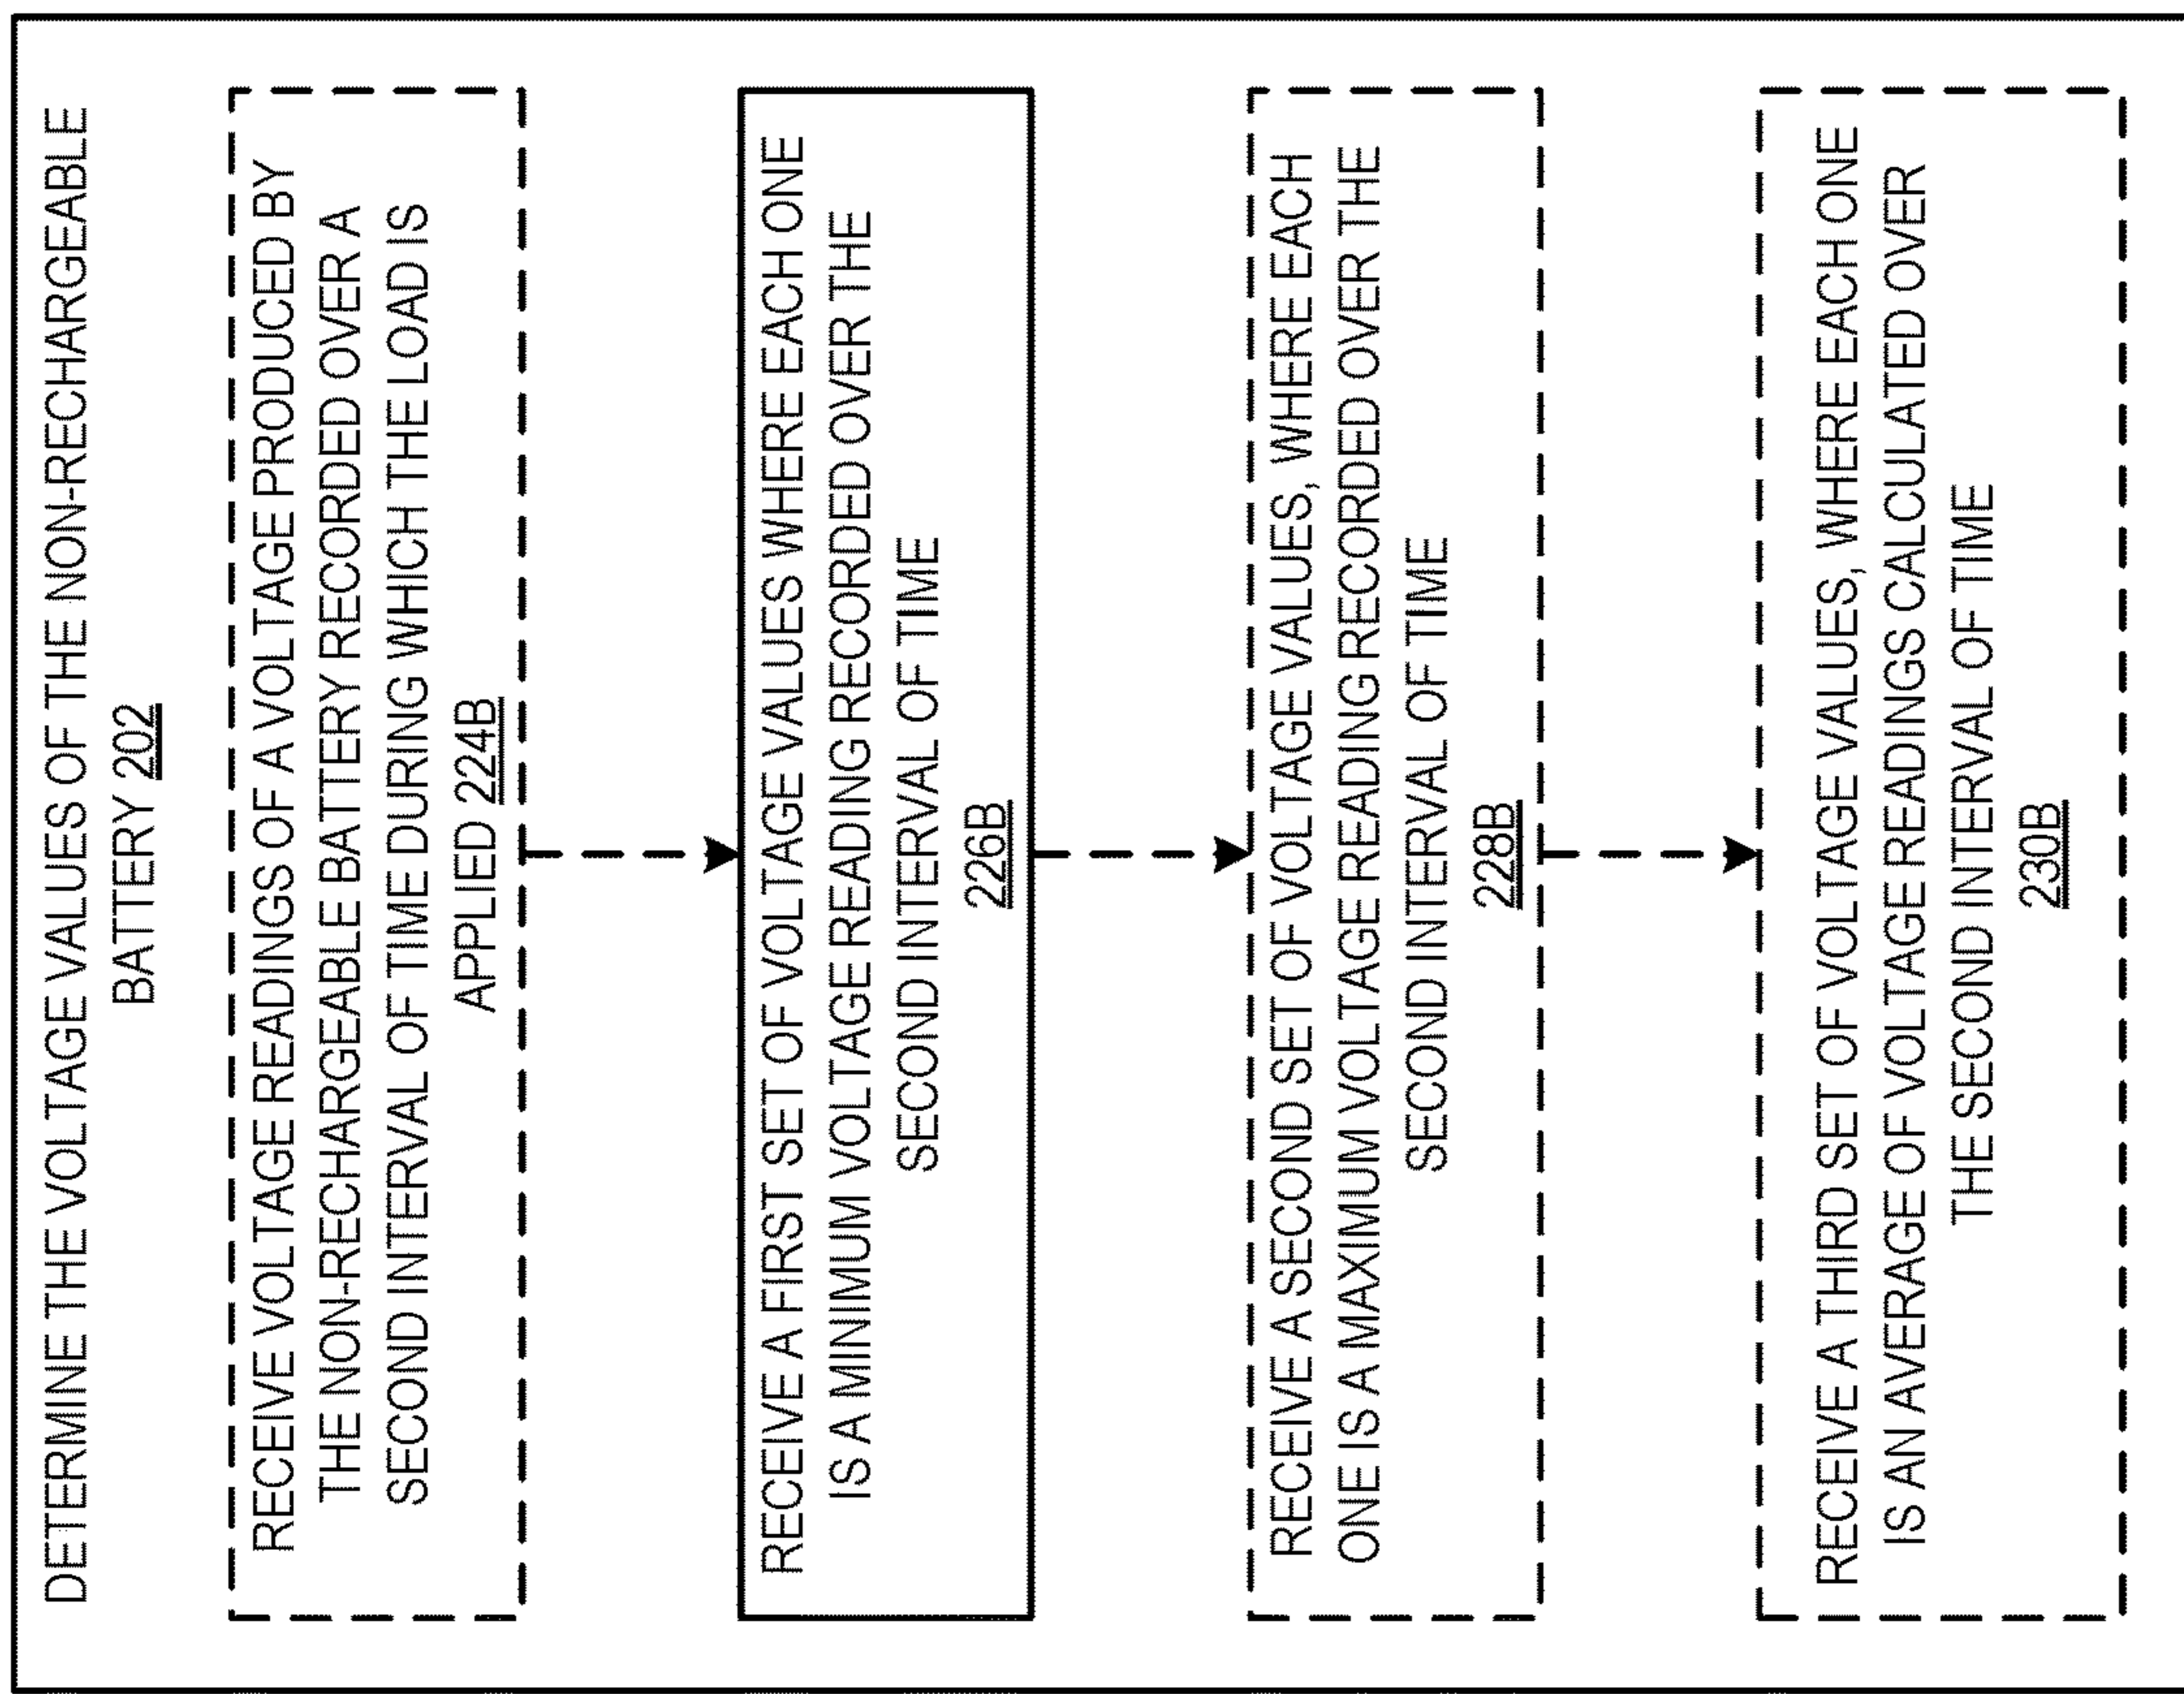 DETERMINE THE VOLTAGE VALUES OF THE NON-RECHARGEABLE
BATTERY 202
RECEIVE VOLTAGE READINGS OF A VOLTAGE PRODUCED BY
THE NON-RECHARGEABLE BATTERY RECORDED OVER A
SECOND INTERVAL OF TIME DURING WHICH THE LOAD IS
APPLIED 224B
RECEIVE A FIRST SET OF VOLTAGE VALUES WHERE EACH ONE
IS A MINIMUM VOLTAGE READING RECORDED OVER THE
SECOND INTERVAL OF TIME
226B
RECEIVE A SECOND SET OF VOLTAGE VALUES, WHERE EACH
ONE IS A MAXIMUM VOLTAGE READING RECORDED OVER THE
SECOND INTERVAL OF TIME
228B
RECEIVE A THIRD SET OF VOLTAGE VALUES, WHERE EACH ONE
IS AN AVERAGE OF VOLTAGE READINGS CALCULATED OVER
THE SECOND INTERVAL OF TIME
230B